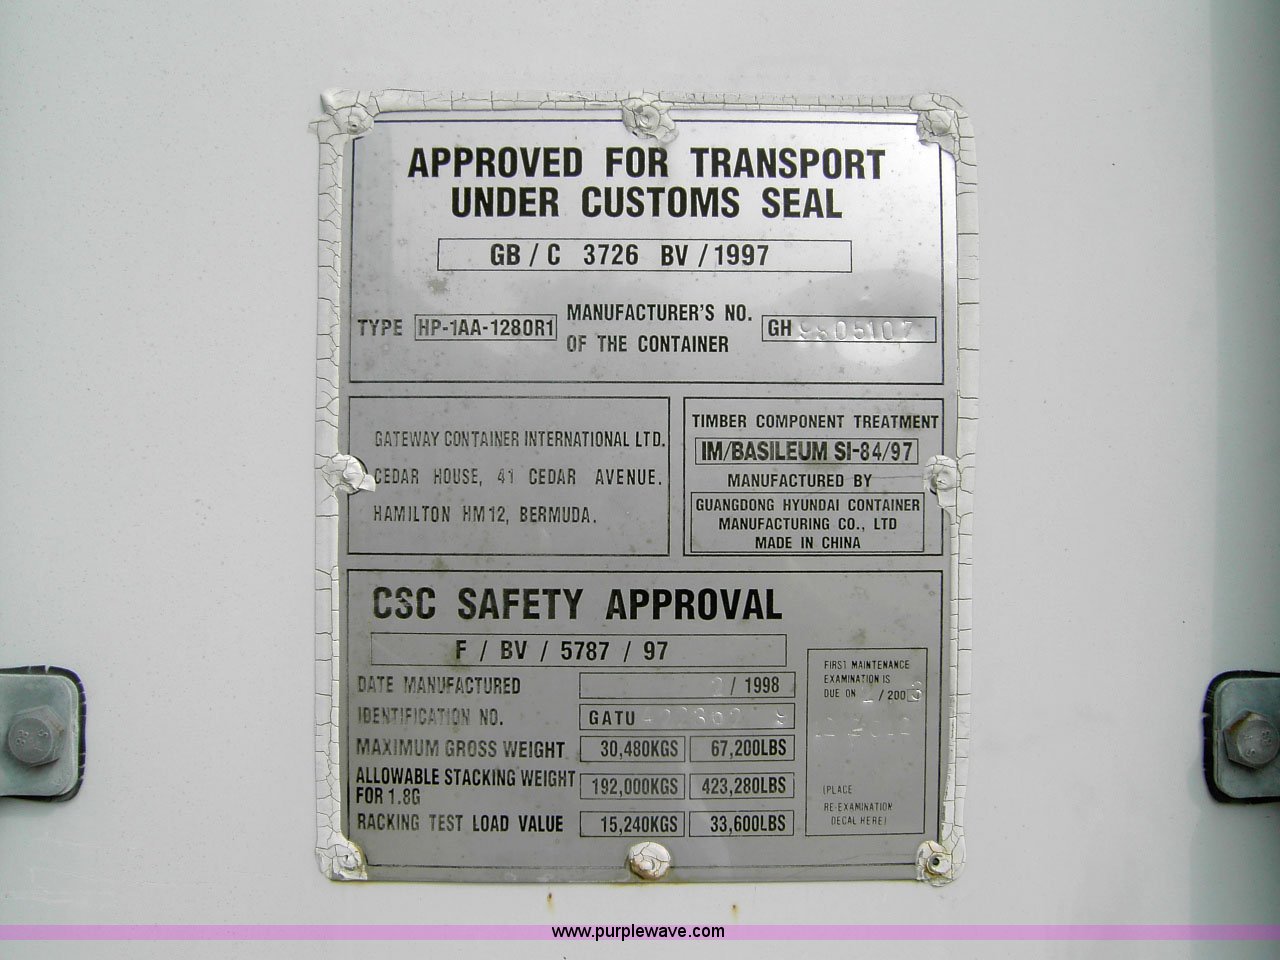 APPROVED FOR TRANSPORT
UNDER CUSTOMS SEAL
GB / C 3726 BV / 1997
TYPE HP-1AA-1280R1
MANUFACTURER'S NO.
OF THE CONTAINER
GH
GATEWAY CONTAINER INTERNATIONAL LTD.
CEDAR HOUSE, 41 CEDAR AVENUE.
HAMILTON HM12, BERMUDA.
TIMBER COMPONENT TREATMENT
IM/BASILEUM SI-84/97
MANUFACTURED BY
GUANGDONG HYUNDAI CONTAINER
MANUFACTURING CO., LTD
MADE IN CHINA
CSC SAFETY APPROVAL
F / BV / 5787 / 97
DATE MANUFACTURED 2 / 1998
IDENTIFICATION NO. GATU
MAXIMUM GROSS WEIGHT 30,480KGS 67,200LBS
ALLOWABLE STACKING WEIGHT
FOR 1.8G 192,000KGS 423,280LBS
RACKING TEST LOAD VALUE 15,240KGS 33,600LBS
FIRST MAINTENANCE
EXAMINATION IS
DUE ON / 200
(PLACE
RE-EXAMINATION
DECAL HERE)
www.purplewave.com